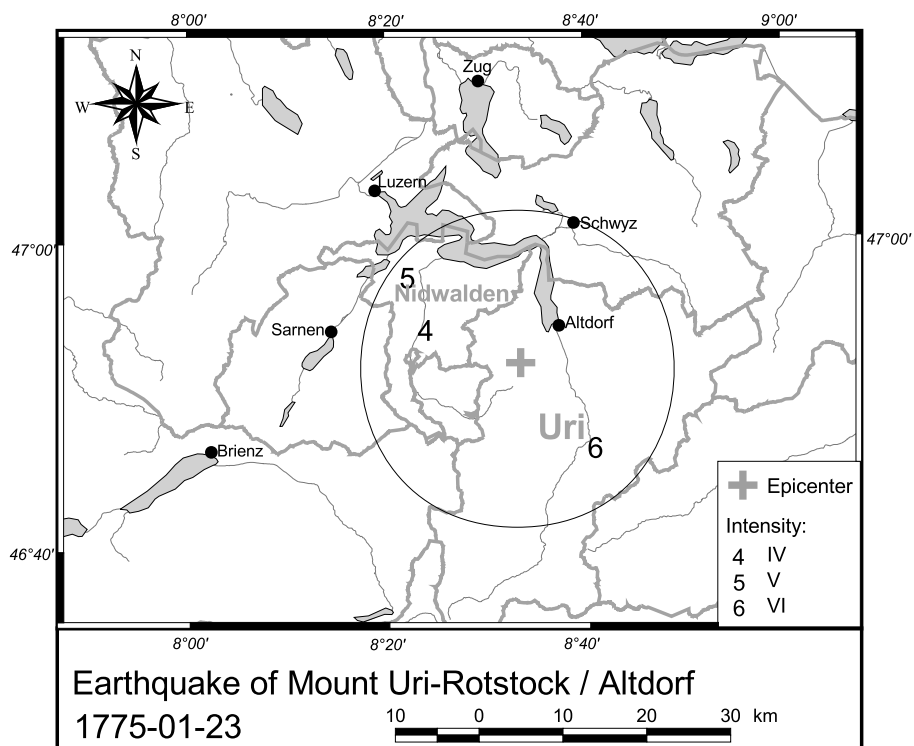 8°00' 8°20' 8°40' 9°00'
N
W E
S
Zug
Luzern
Schwyz
47°00' 47°00'
5
Nidwalden
4
Sarnen
Altdorf
Uri
6
Brienz
46°40'
Epicenter
Intensity:
4 IV
5 V
6 VI
8°00' 8°20' 8°40'
Earthquake of Mount Uri-Rotstock / Altdorf
1775-01-23
10 0 10 20 30 km